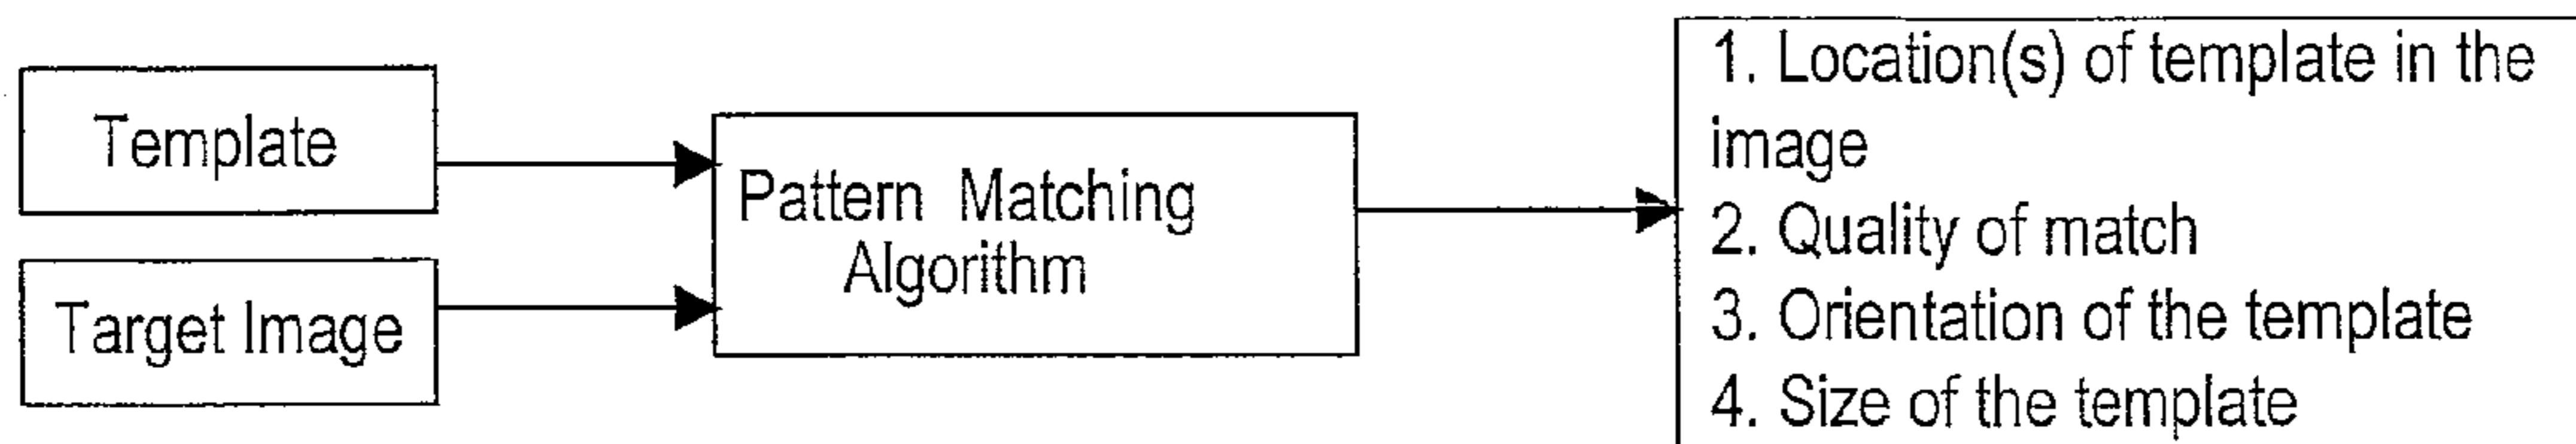 Template
Target Image
Pattern Matching
Algorithm
1. Location(s) of template in the
image
2. Quality of match
3. Orientation of the template
4. Size of the template